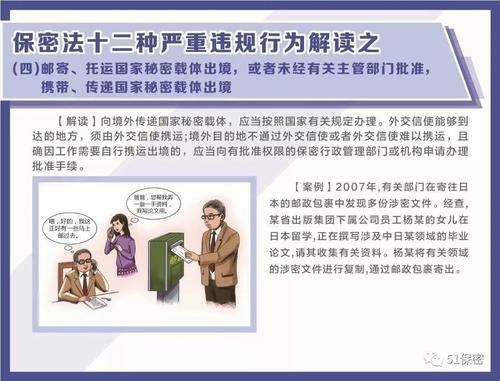 保密法十二种严重违规行为解读之
(四)邮寄、托运国家秘密载体出境，或者未经有关主管部门批准，
携带、传递国家秘密载体出境
【解读】向境外传递国家秘密载体，应当按照国家有关规定办理。外交信使能够到
达的地方，须由外交信使携运；境外目的地不通过外交信使或者外交信使难以携运，且
确因工作需要自行携运出境的，应当向有批准权限的保密行政管理部门或机构申请办理
批准手续。
嗯，好的，我这
正好有一些马上
邮过去。
爸爸，您帮我弄
一些一手资料，
我写论文用。
【案例】2007年，有关部门在寄往日
本的邮政包裹中发现多份涉密文件。经查，
某省出版集团下属公司员工杨某的女儿在
日本留学，正在撰写涉及中日某领域的毕业
论文，请其收集有关资料。杨某将有关领域
的涉密文件进行复制，通过邮政包裹寄出。
51保密